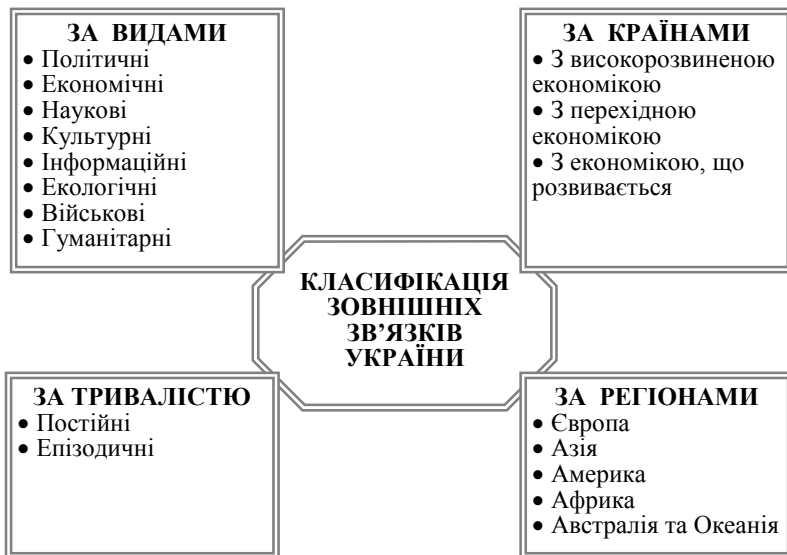 ЗА ВИДАМИ
• Політичні
• Економічні
• Наукові
• Культурні
• Інформаційні
• Екологічні
• Військові
• Гуманітарні
ЗА КРАЇНАМИ
• З високорозвиненою
економікою
• З перехідною
економікою
• З економікою, що
розвивається
КЛАСИФІКАЦІЯ
ЗОВНІШНІХ
ЗВ’ЯЗКІВ
УКРАЇНИ
ЗА ТРИВАЛІСТЮ
• Постійні
• Епізодичні
ЗА РЕГІОНАМИ
• Європа
• Азія
• Америка
• Африка
• Австралія та Океанія